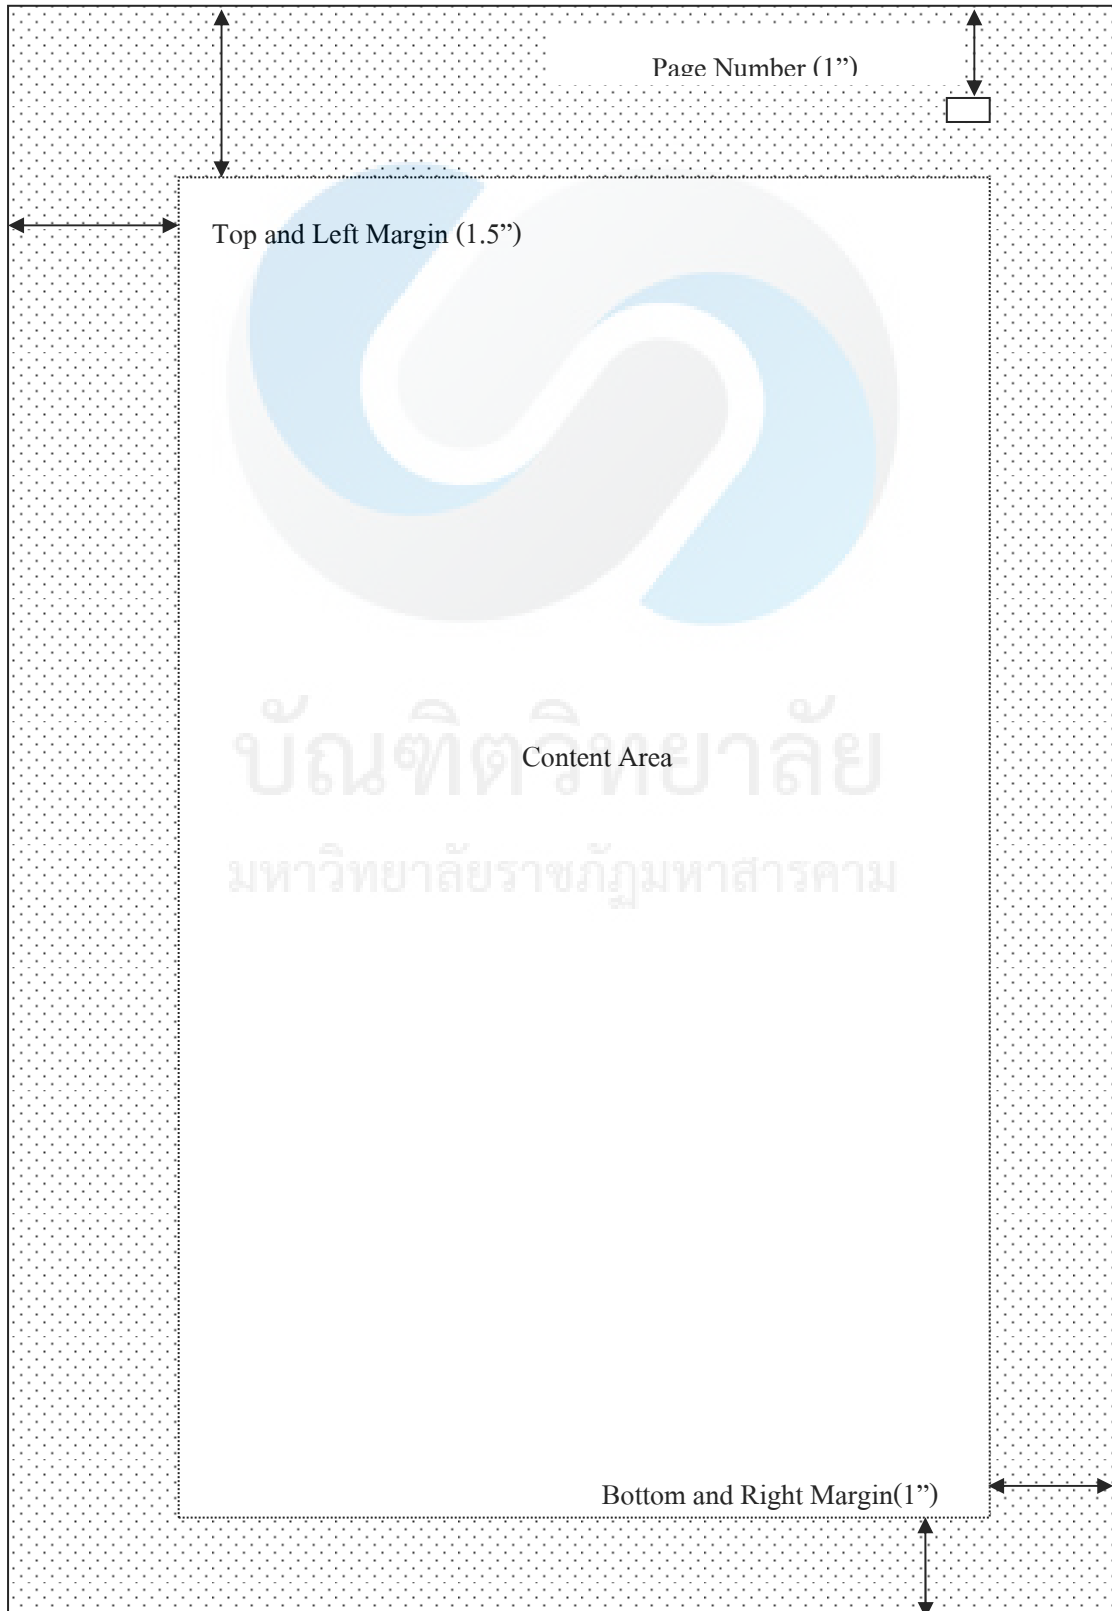 Page Number (1”)
Top and Left Margin (1.5”)
บัณฑิตวิทยาลัย
Content Area
มหาวิทยาลัยราชภัฏมหาสารคาม
Bottom and Right Margin(1”)